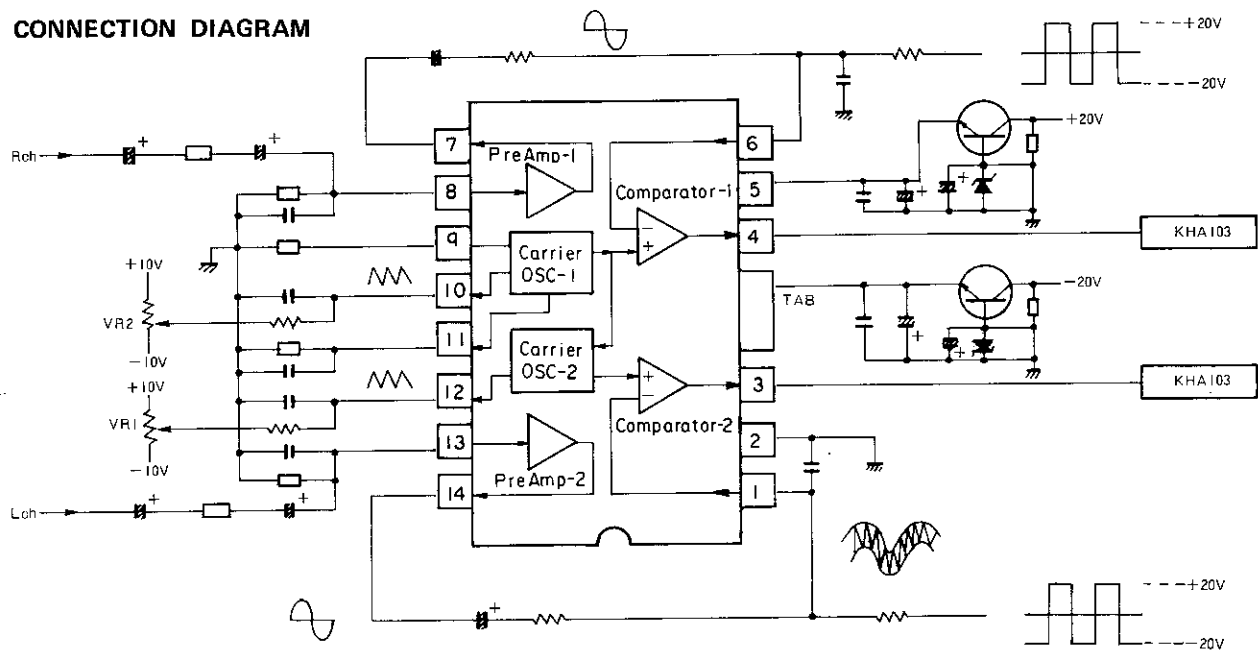 CONNECTION DIAGRAM
+20V
-20V
7
6
PreAmp-1
+20V
+
+
Rch
5
+
+
8
Comparator-1
-
+
4
KHA103
9
Carrier
OSC-1
+10V
10
-20V
TAB
VR2
11
-10V
Carrier
OSC-2
+
+
12
+
-
3
KHA103
+10V
VR1
Comparator-2
13
2
-10V
PreAmp-2
14
1
+
+
Lch
+20V
+
-20V